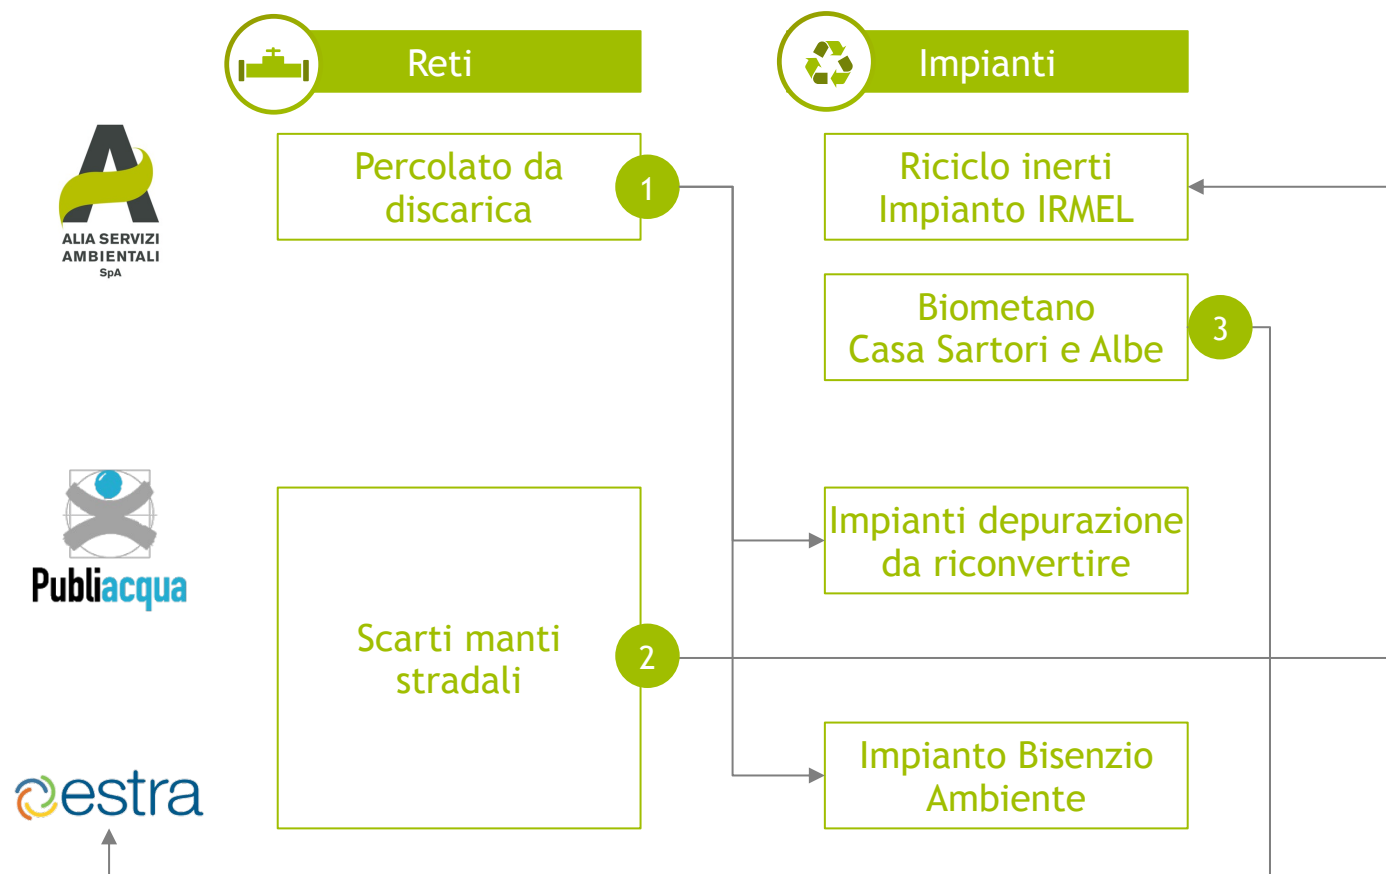 Reti
Impianti
ALIA SERVIZI
AMBIENTALI
SpA
Percolato da
discarica
1
Riciclo inerti
Impianto IRMEL
Biometano
Casa Sartori e Albe
3
Publiacqua
Scarti manti
stradali
2
Impianti depurazione
da riconvertire
estra
Impianto Bisenzio
Ambiente